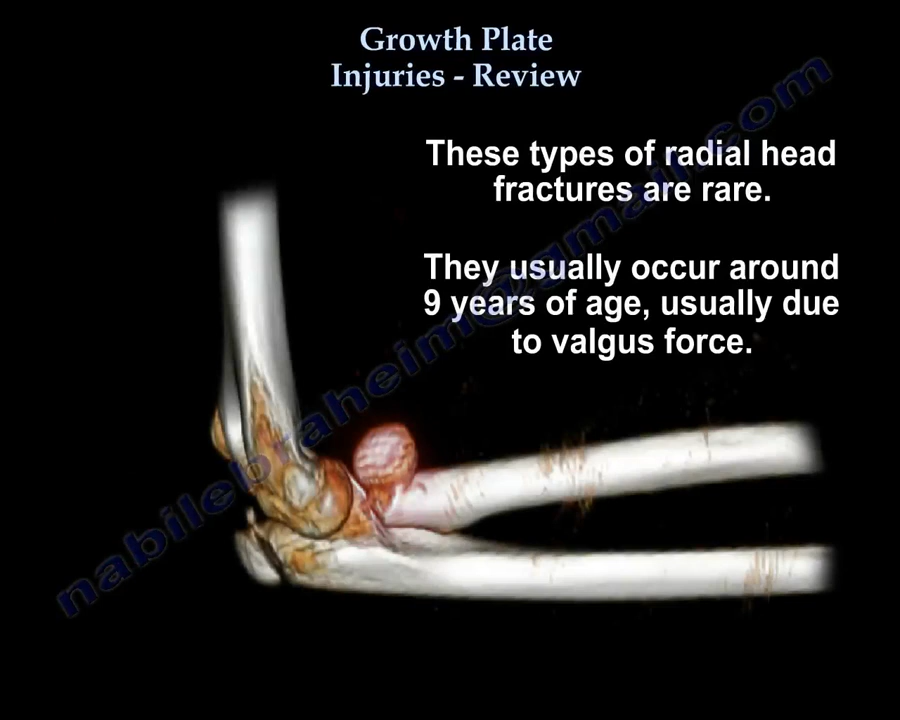 Growth Plate
Injuries - Review
These types of radial head
fractures are rare.
They usually occur around
9 years of age, usually due
to valgus force.
nabilebraheim@gmail.com